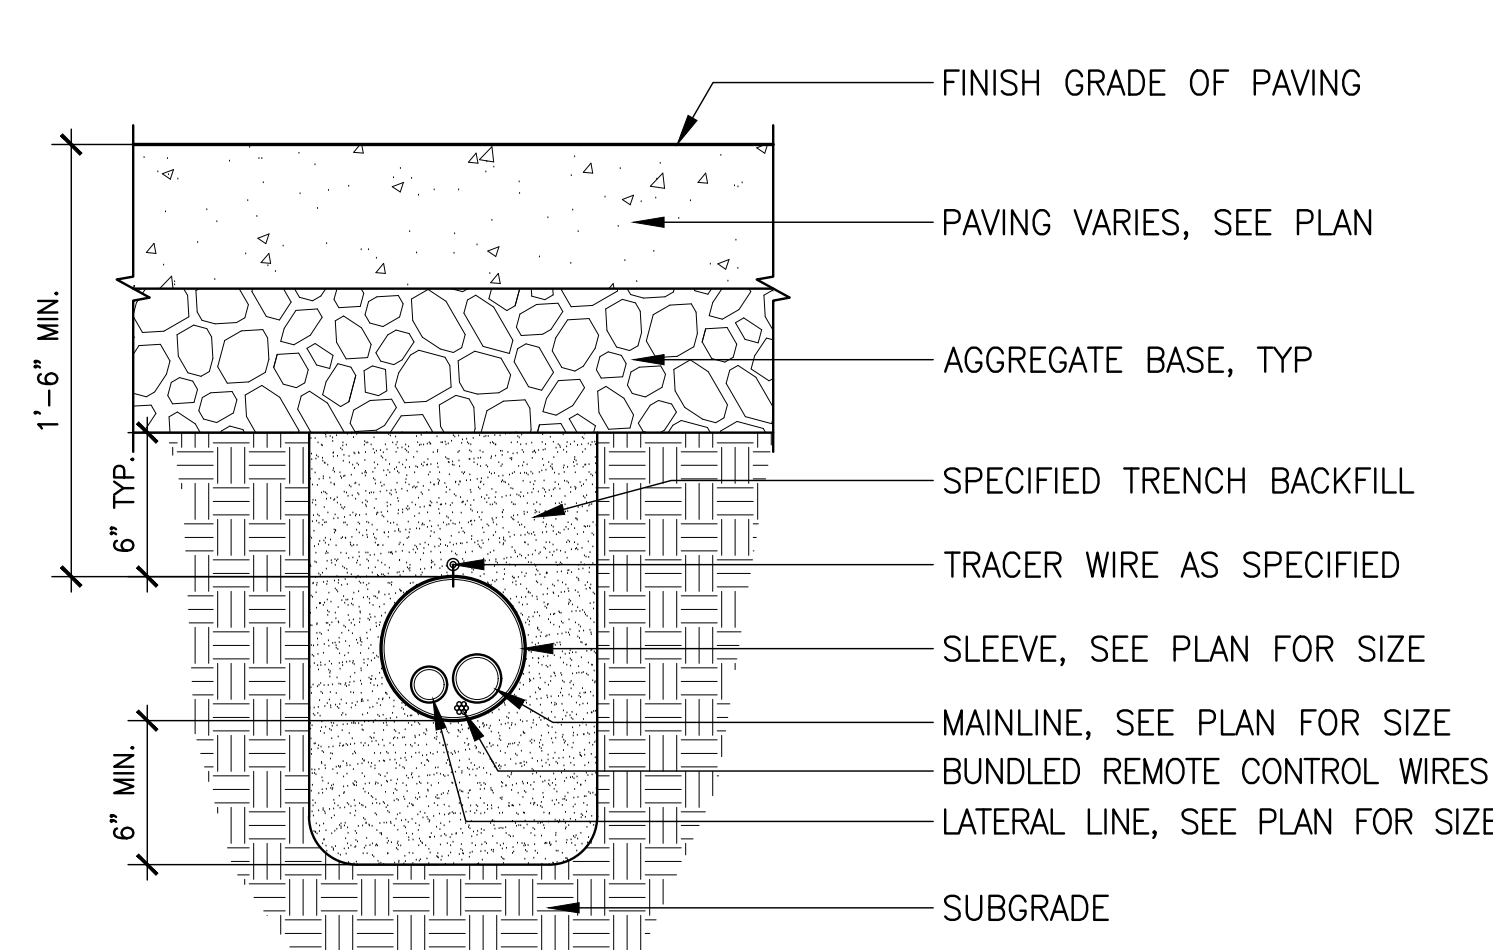 FINISH GRADE OF PAVING
PAVING VARIES, SEE PLAN
AGGREGATE BASE, TYP
SPECIFIED TRENCH BACKFILL
TRACER WIRE AS SPECIFIED
SLEEVE, SEE PLAN FOR SIZE
MAINLINE, SEE PLAN FOR SIZE
BUNDLED REMOTE CONTROL WIRES
LATERAL LINE, SEE PLAN FOR SIZE
SUBGRADE
1'-6" MIN.
6" TYP.
6" MIN.